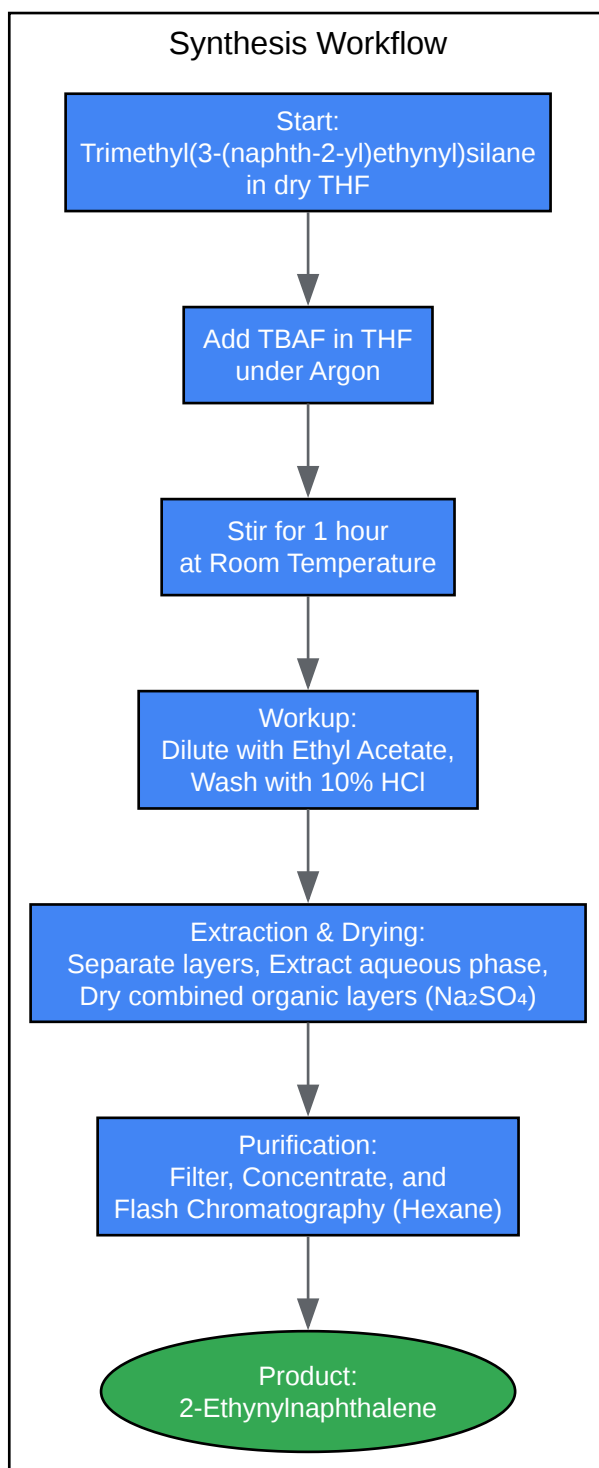 Synthesis Workflow
Start:
Trimethyl(3-(naphth-2-yl)ethynyl)silane
in dry THF
Add TBAF in THF
under Argon
Stir for 1 hour
at Room Temperature
Workup:
Dilute with Ethyl Acetate,
Wash with 10% HCl
Extraction & Drying:
Separate layers, Extract aqueous phase,
Dry combined organic layers (Na₂SO₄)
Purification:
Filter, Concentrate, and
Flash Chromatography (Hexane)
Product:
2-Ethynylnaphthalene